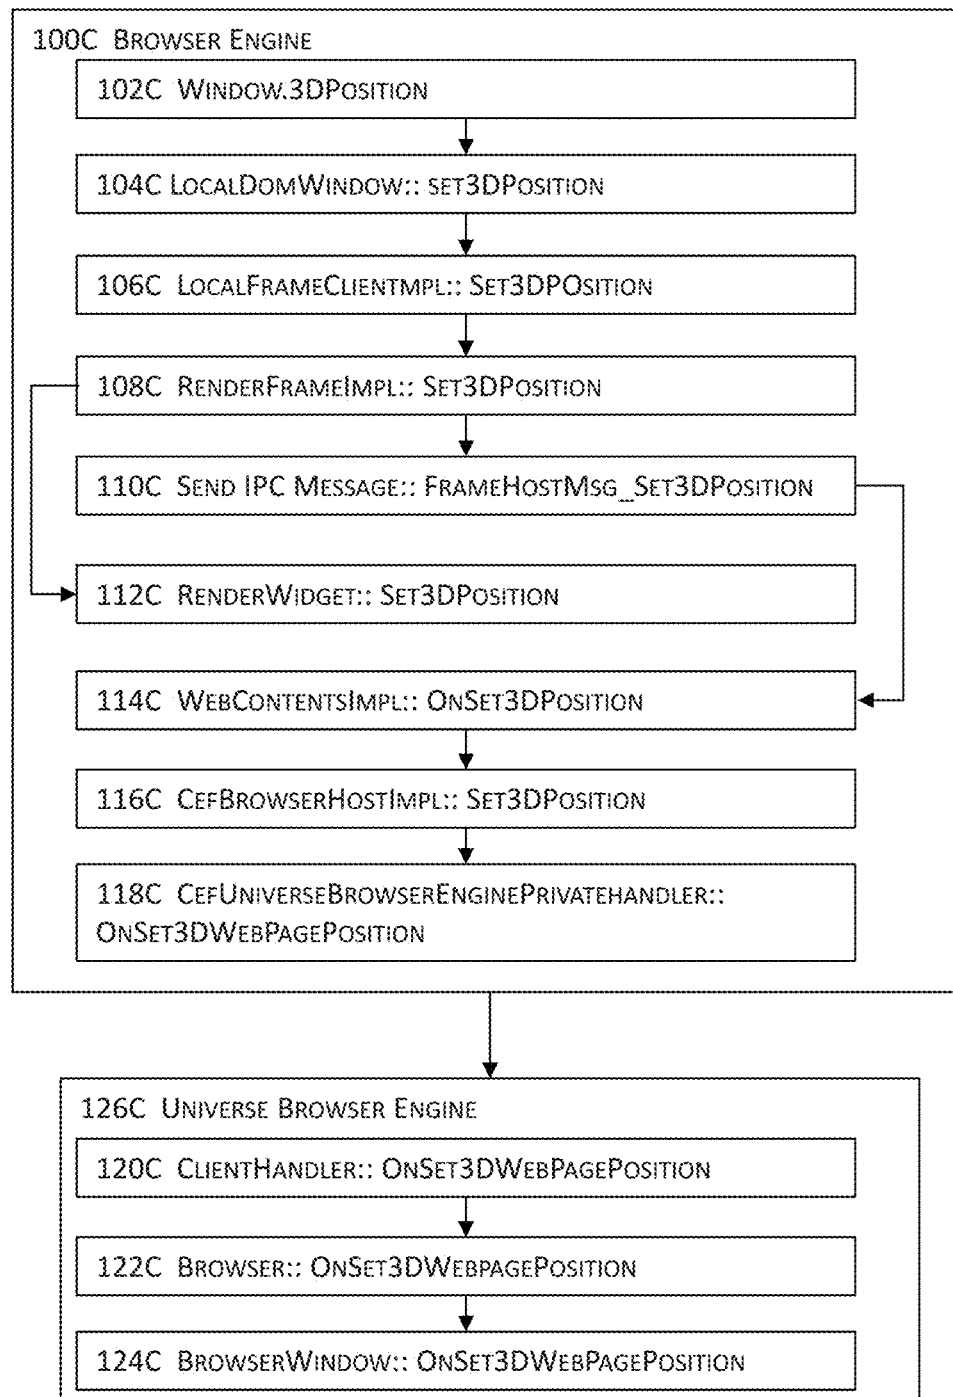 100C BROWSER ENGINE
102C WINDOW.3DPOSITION
104C LOCALDOMWINDOW:: SET3DPOSITION
106C LOCALFRAMECLIENTMPL:: SET3DPOSITION
108C RENDERFRAMEIMPL:: SET3DPOSITION
110C SEND IPC MESSAGE:: FRAMEHOSTMSG_SET3DPOSITION
112C RENDERWIDGET:: SET3DPOSITION
114C WEBCONTENTSIMPL:: ONSET3DPOSITION
116C CEFBROWSERHOSTIMPL:: SET3DPOSITION
118C CEFUNIVERSEBROWSERENGINEPRIVATEHANDLER::
ONSET3DWEBPAGEPOSITION
126C UNIVERSE BROWSER ENGINE
120C CLIENTHANDLER:: ONSET3DWEBPAGEPOSITION
122C BROWSER:: ONSET3DWEBPAGEPOSITION
124C BROWSERWINDOW:: ONSET3DWEBPAGEPOSITION